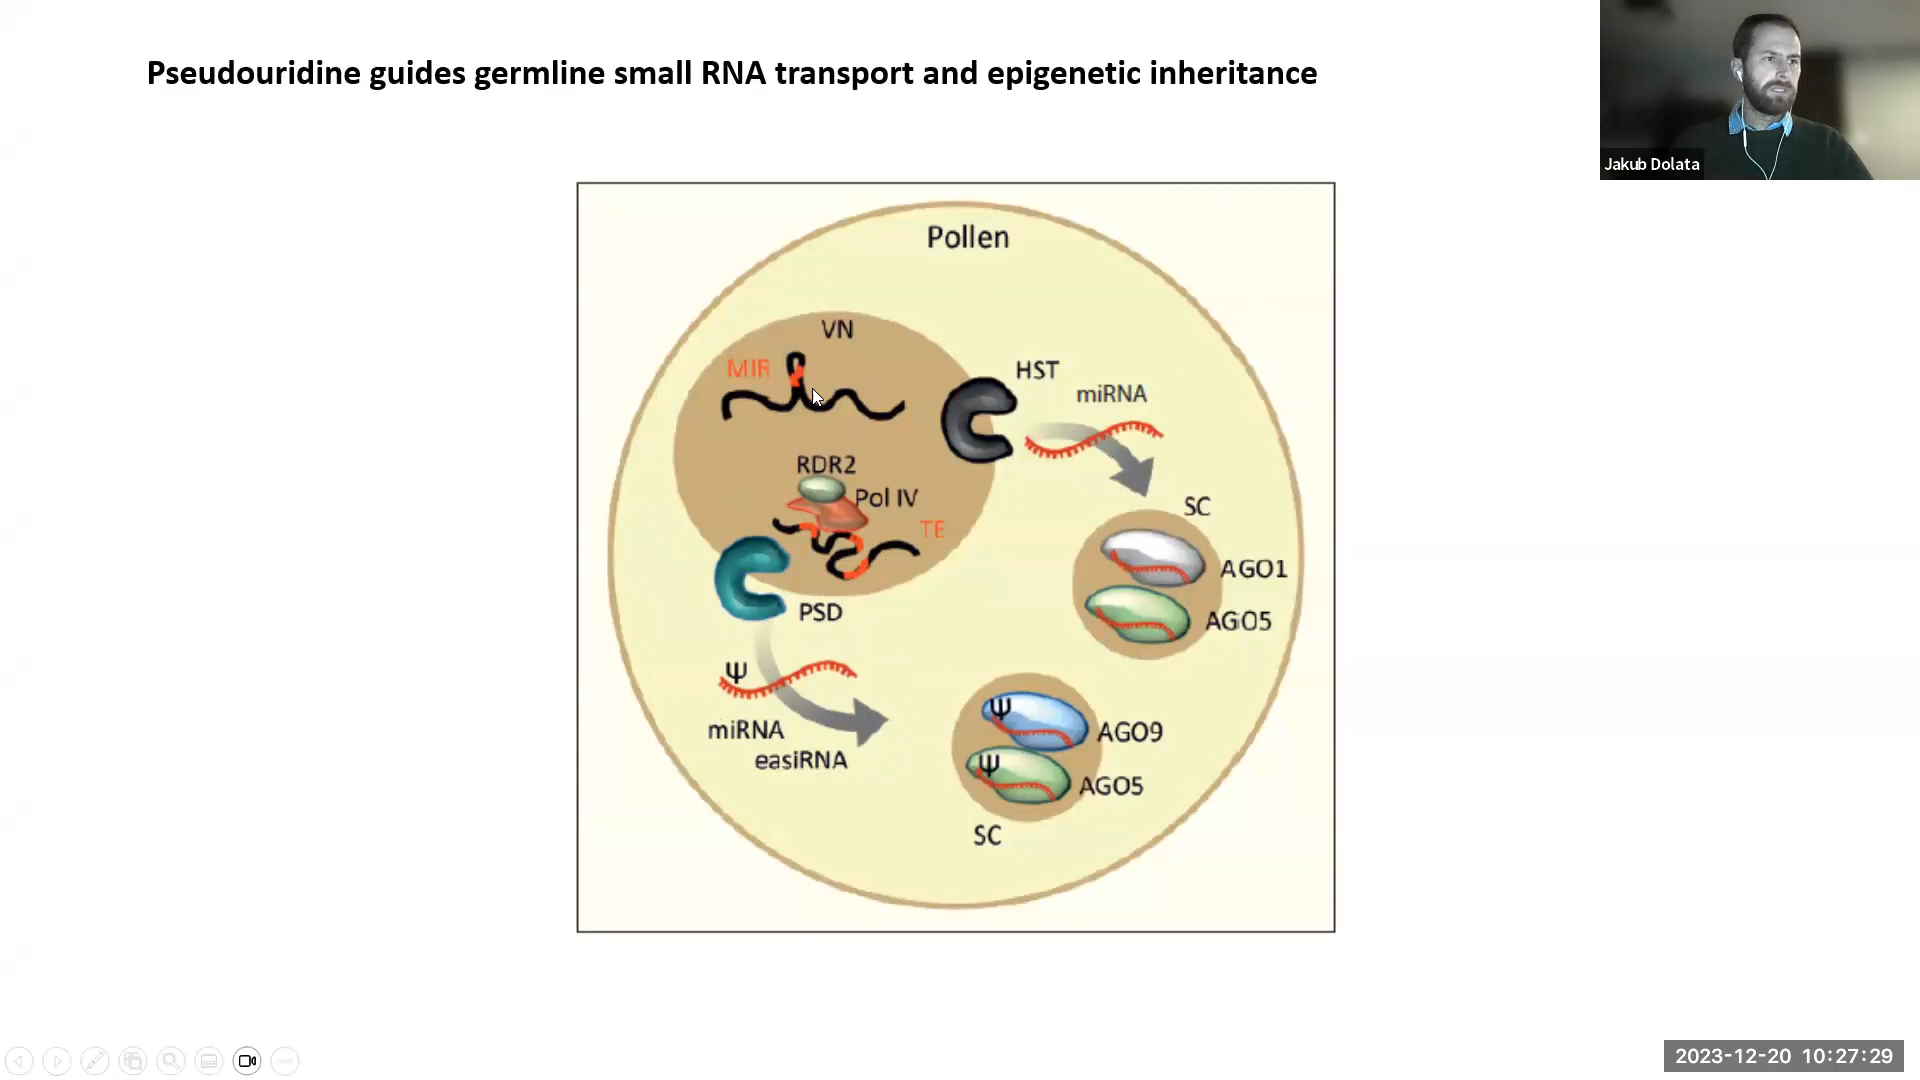 Pseudouridine guides germline small RNA transport and epigenetic inheritance
Jakub Dolata
Pollen
VN
MIR
HST
miRNA
RDR2
Pol IV
TE
SC
AGO1
AGO5
PSD
Ψ
miRNA
easiRNA
Ψ
AGO9
Ψ
AGO5
SC
2023-12-20 10:27:29